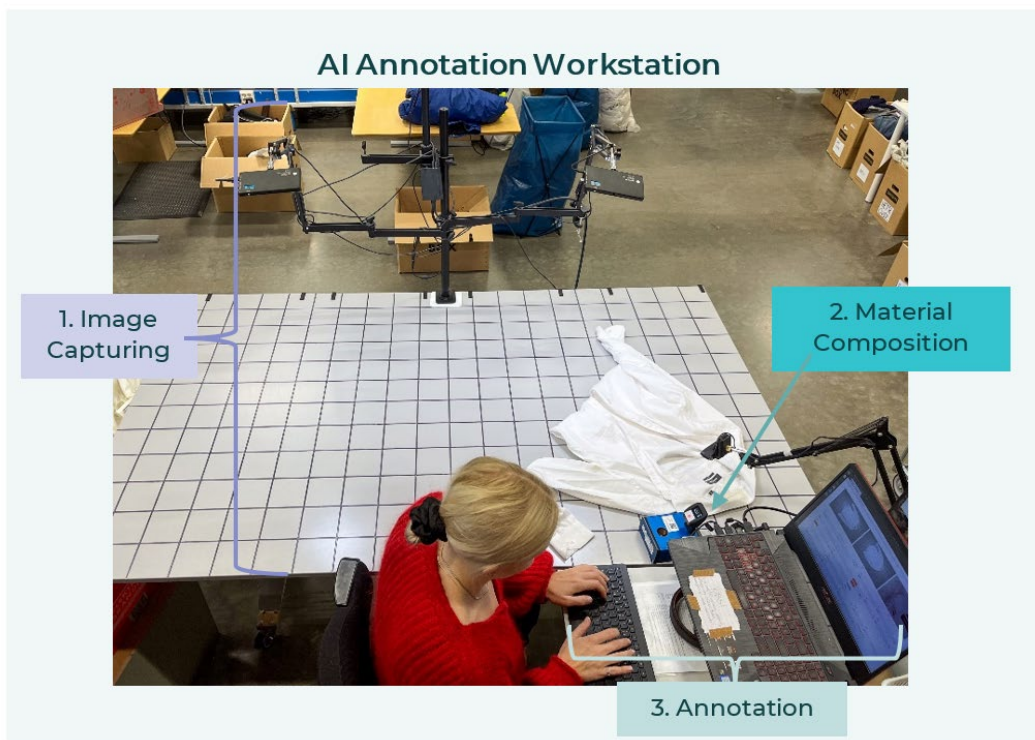 AI Annotation Workstation
1. Image
Capturing
2. Material
Composition
3. Annotation